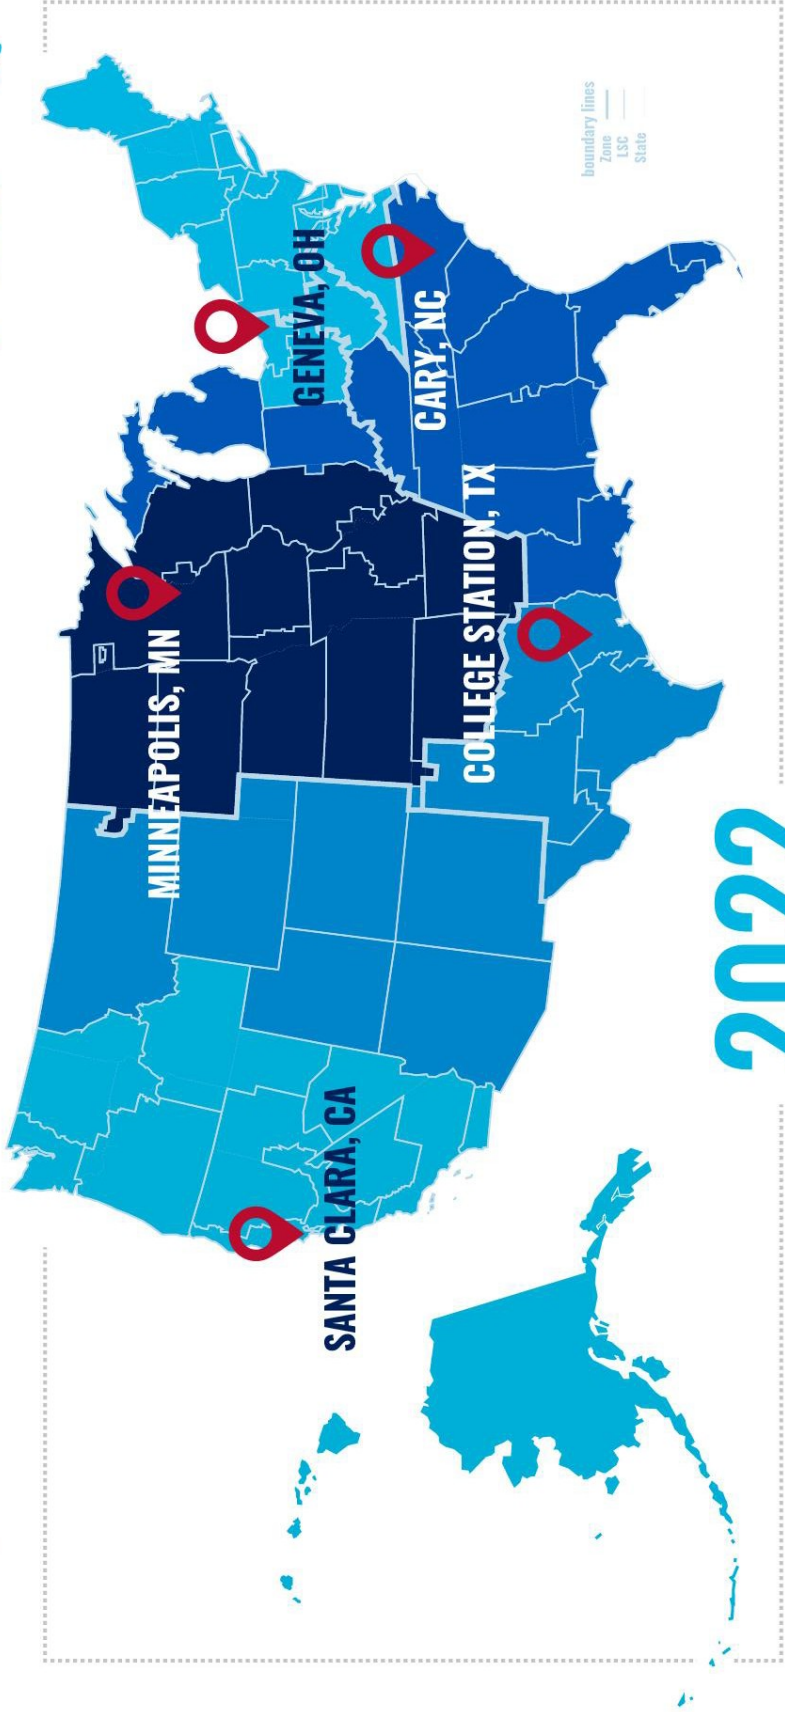 MINNEAPOLIS, MN
GENEVA, OH
SANTA CLARA, CA
CARY, NC
COLLEGE STATION, TX
boundary lines
Zone
LSC
State
2022